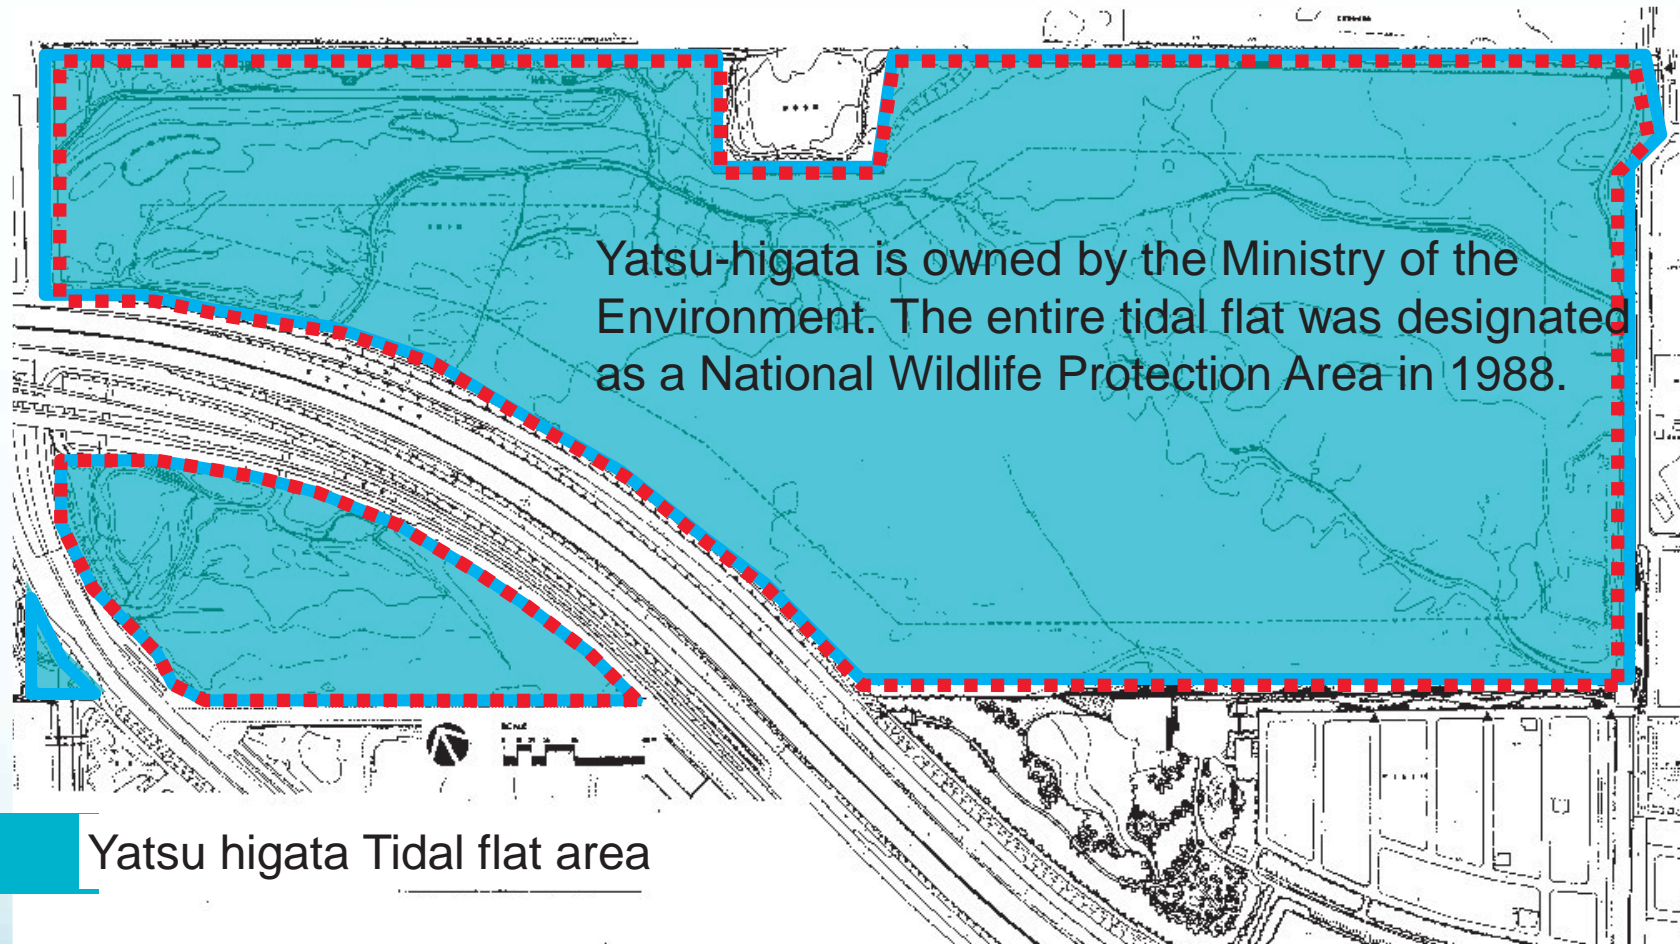 Yatsu-higata is owned by the Ministry of the
Environment. The entire tidal flat was designated
as a National Wildlife Protection Area in 1988.
SCALE
Yatsu higata Tidal flat area